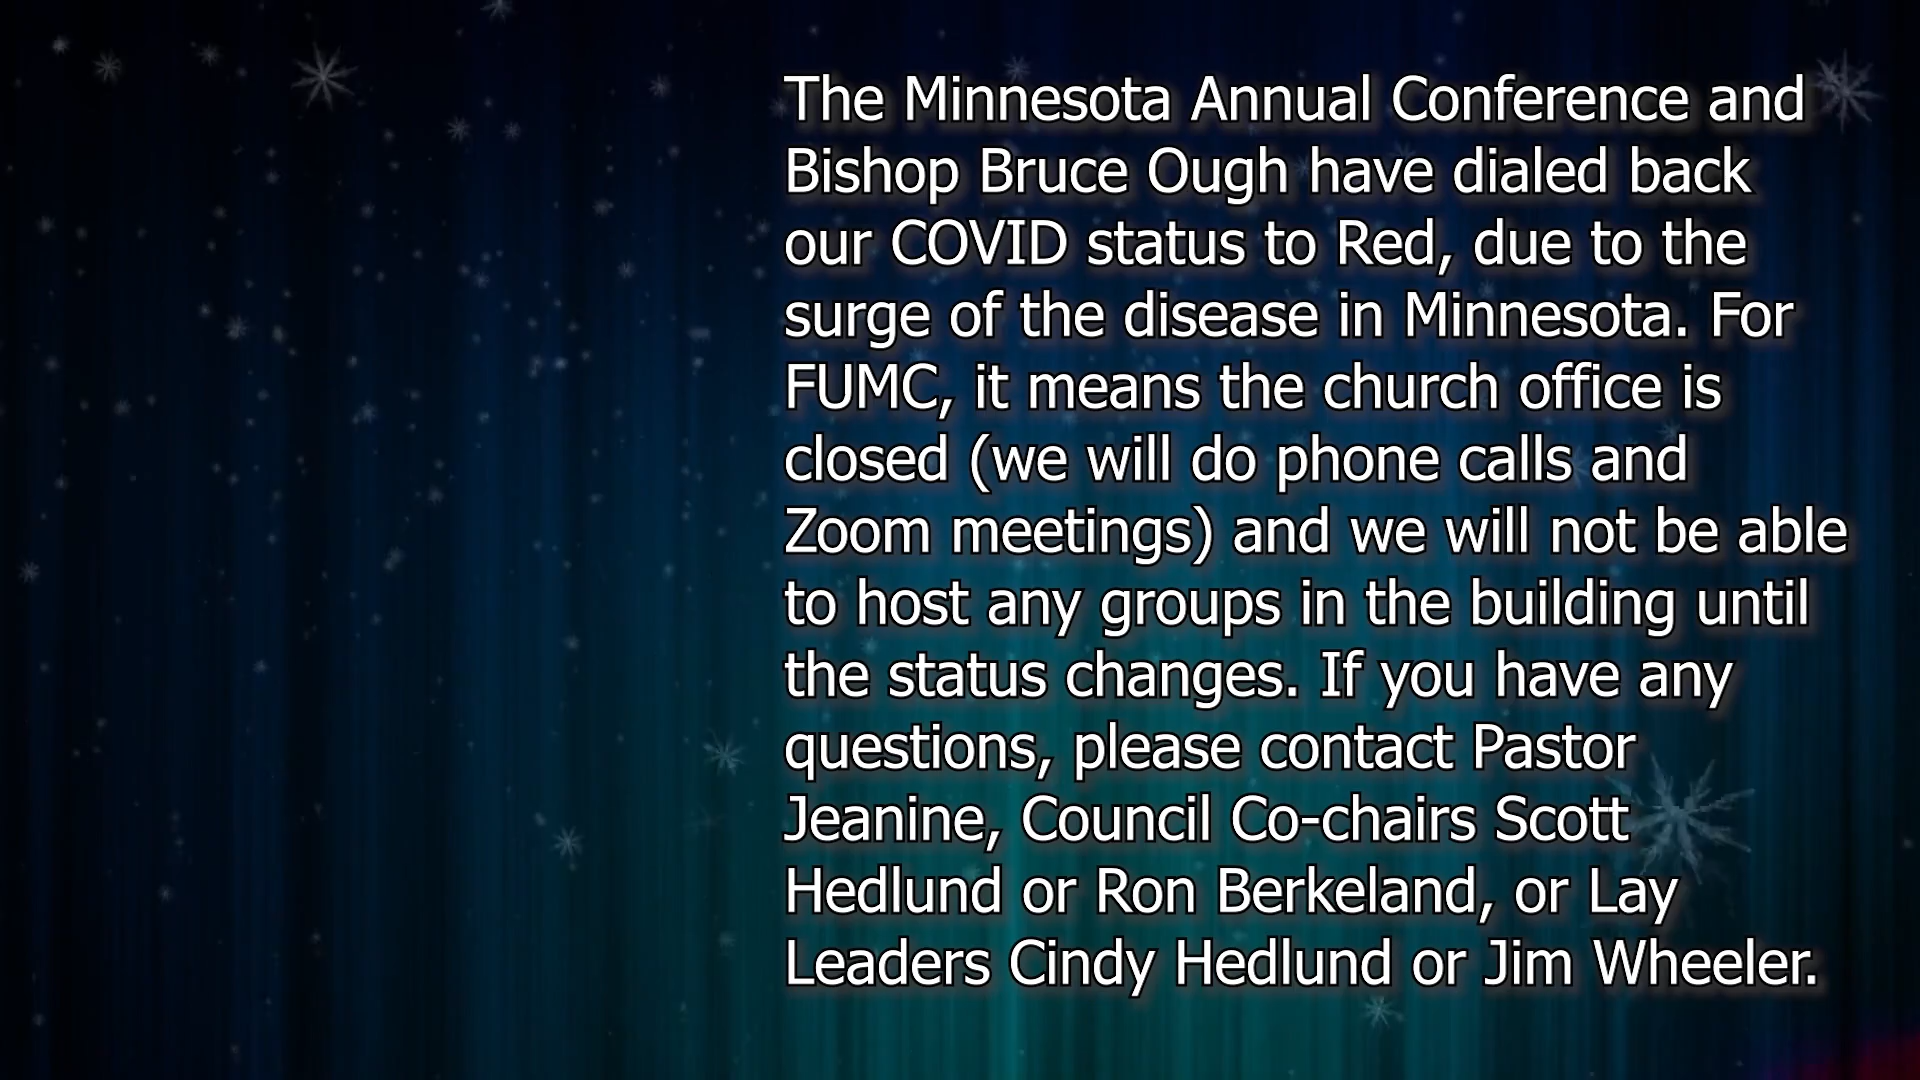 The Minnesota Annual Conference and
Bishop Bruce Ough have dialed back
our COVID status to Red, due to the
surge of the disease in Minnesota. For
FUMC, it means the church office is
closed (we will do phone calls and
Zoom meetings) and we will not be able
to host any groups in the building until
the status changes. If you have any
questions, please contact Pastor
Jeanine, Council Co-chairs Scott
Hedlund or Ron Berkeland, or Lay
Leaders Cindy Hedlund or Jim Wheeler.